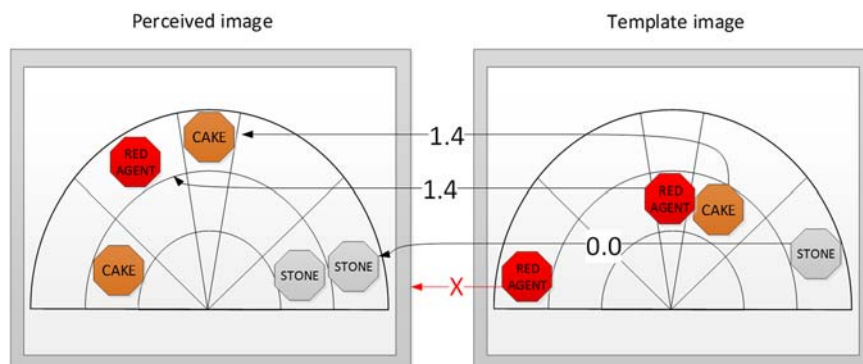 Perceived image
Template image
CAKE
1.4
RED
AGENT
1.4
RED
AGENT
CAKE
0.0
CAKE
STONE
STONE
STONE
RED
AGENT
X